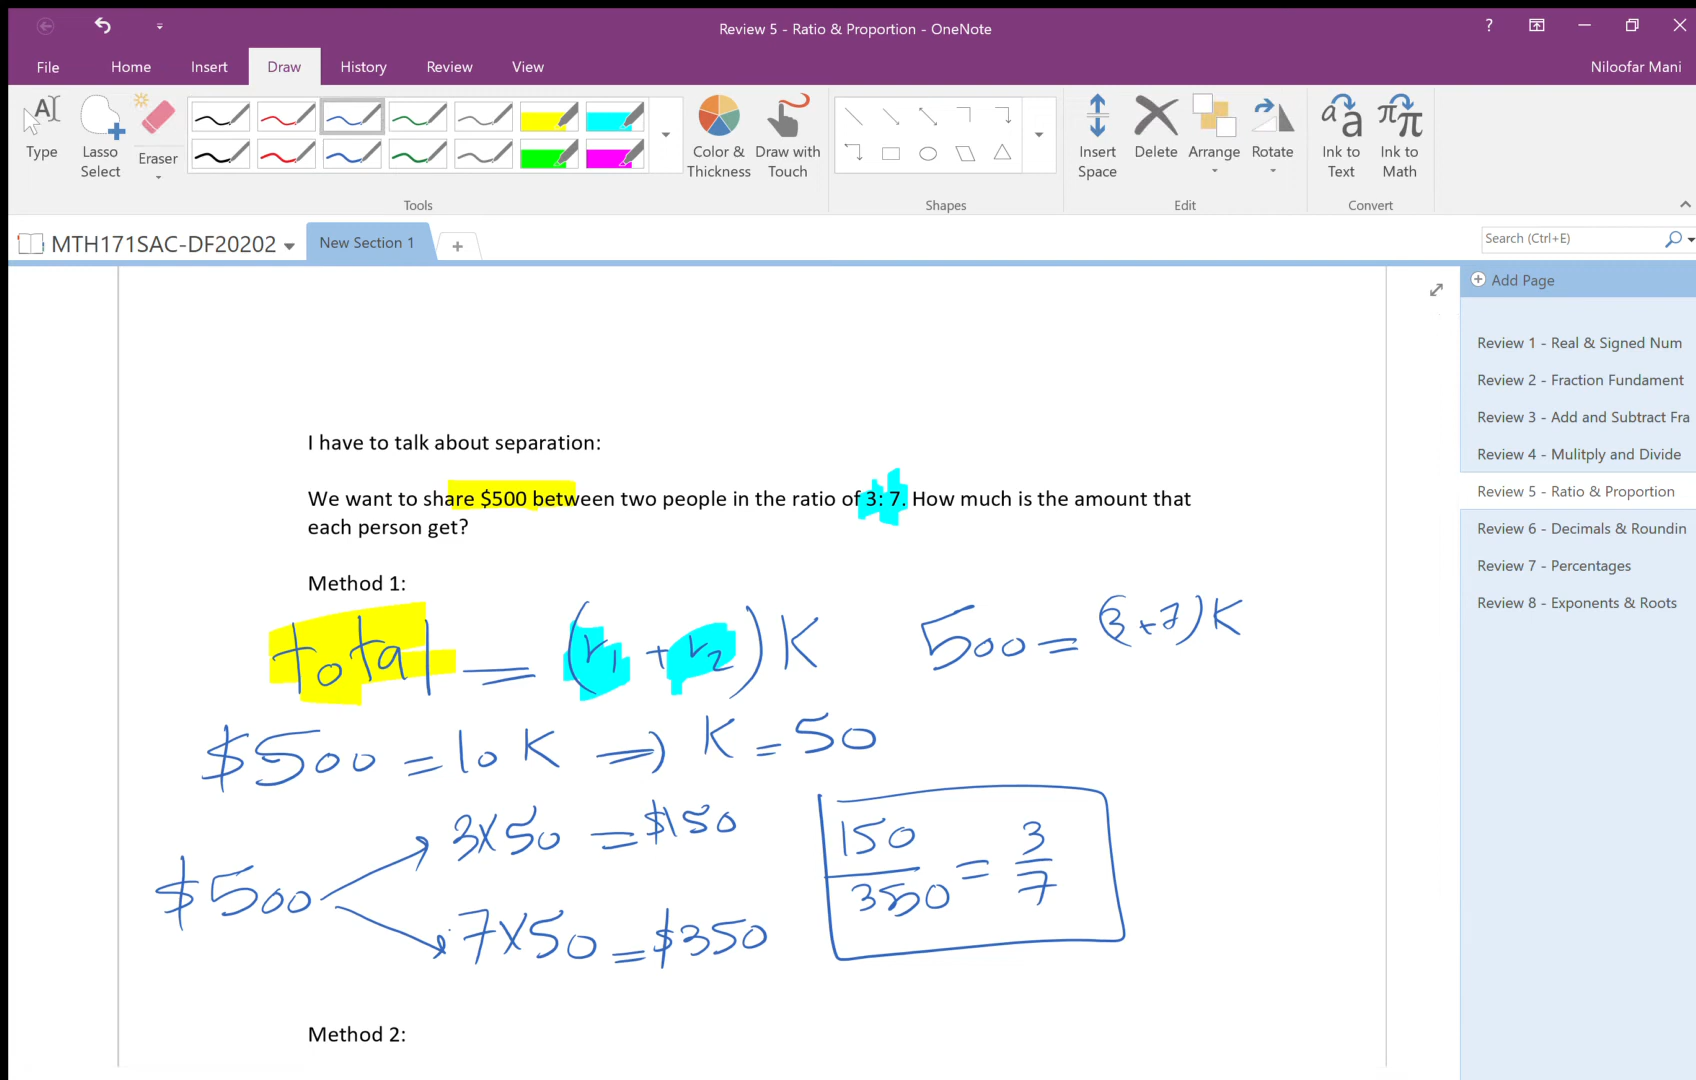 Review 5 - Ratio & Proportion - OneNote
?
File Home Insert Draw History Review View
Niloofar Mani
Type
Lasso Select
Eraser
Color & Thickness
Draw with Touch
Insert Space
Delete
Arrange
Rotate
Ink to Text
Ink to Math
Tools Shapes Edit Convert
MTH171SAC-DF20202
New Section 1
+
Search (Ctrl+E)
Add Page
Review 1 - Real & Signed Num
Review 2 - Fraction Fundament
Review 3 - Add and Subtract Fra
Review 4 - Mulitply and Divide
Review 5 - Ratio & Proportion
Review 6 - Decimals & Roundin
Review 7 - Percentages
Review 8 - Exponents & Roots
I have to talk about separation:
We want to share $500 between two people in the ratio of 3: 7. How much is the amount that
each person get?
Method 1:
total = (r1 + r2) K 500 = (3+7) K
$500 = 10 K => K = 50
3x50 = $150
$500
7x50 = $350
150/350 = 3/7
Method 2: